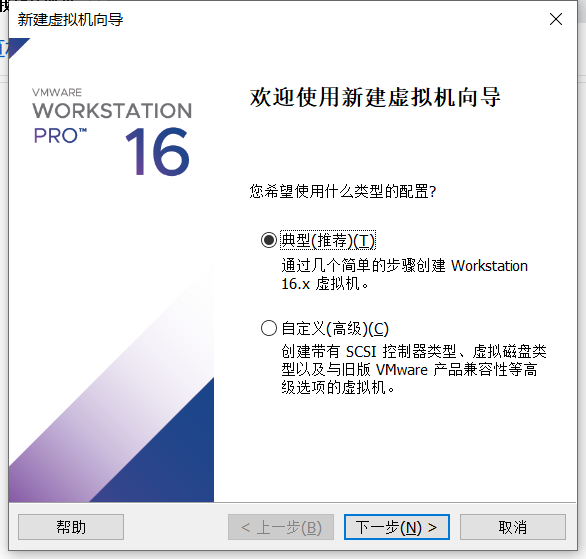 新建虚拟机向导
VMWARE
WORKSTATION
PRO™ 16
欢迎使用新建虚拟机向导
您希望使用什么类型的配置?
典型(推荐)(T)
通过几个简单的步骤创建 Workstation
16.x 虚拟机。
自定义(高级)(C)
创建带有 SCSI 控制器类型、虚拟磁盘类
型以及与旧版 VMware 产品兼容性等高
级选项的虚拟机。
帮助
< 上一步(B)
下一步(N) >
取消